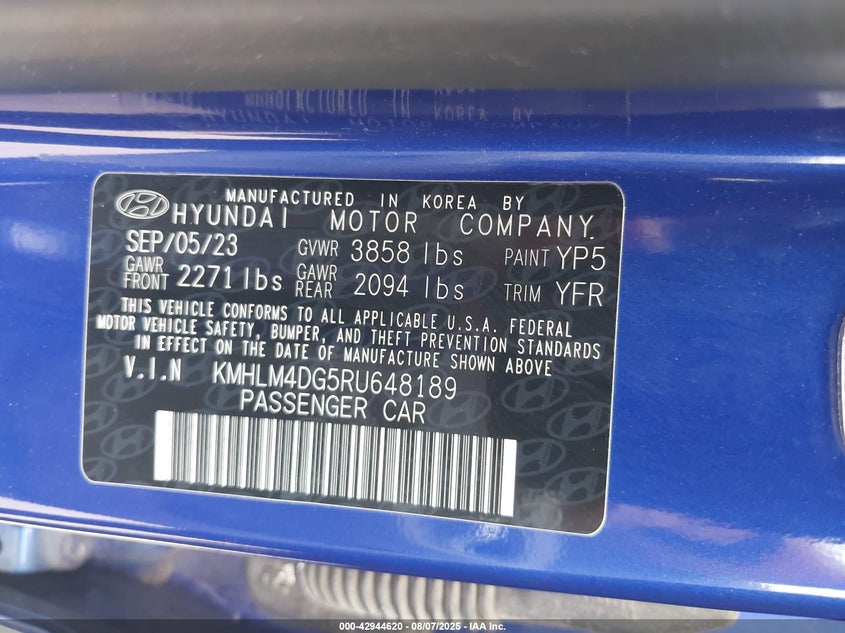 MANUFACTURED IN KOREA BY
HYUNDAI MOTOR COMPANY.
SEP/05/23 GVWR 3858 lbs PAINT YP5
GAWR FRONT 2271 lbs GAWR REAR 2094 lbs TRIM YFR
THIS VEHICLE CONFORMS TO ALL APPLICABLE U.S.A. FEDERAL
MOTOR VEHICLE SAFETY, BUMPER, AND THEFT PREVENTION STANDARDS
IN EFFECT ON THE DATE OF MANUFACTURE SHOWN ABOVE
V.I.N KMHLM4DG5RU648189
PASSENGER CAR
000-42944620 - 08/07/2025 - IAA Inc.